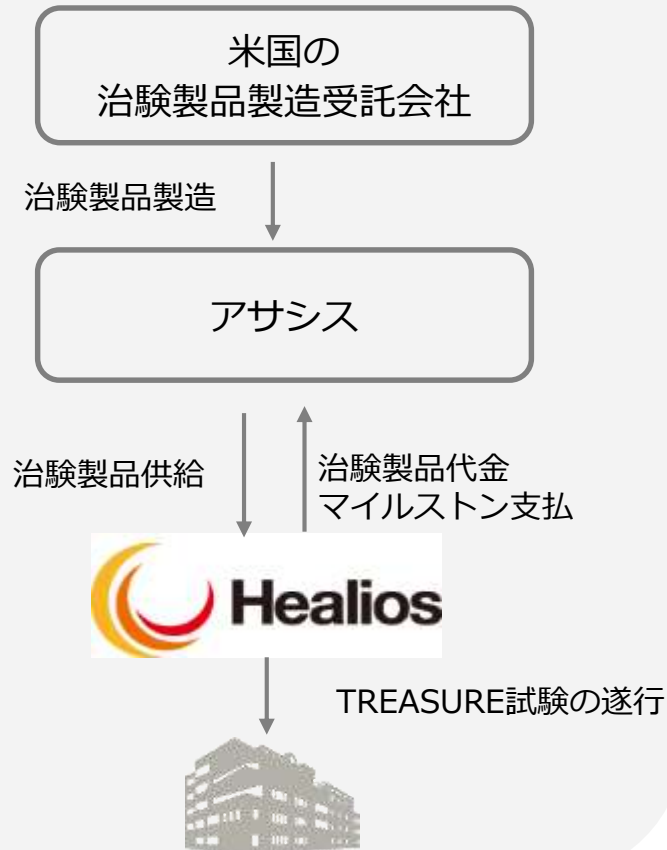 米国の
治験製品製造受託会社
治験製品製造
アサシス
治験製品供給
治験製品代金
マイルストン支払
Healios
TREASURE試験の遂行